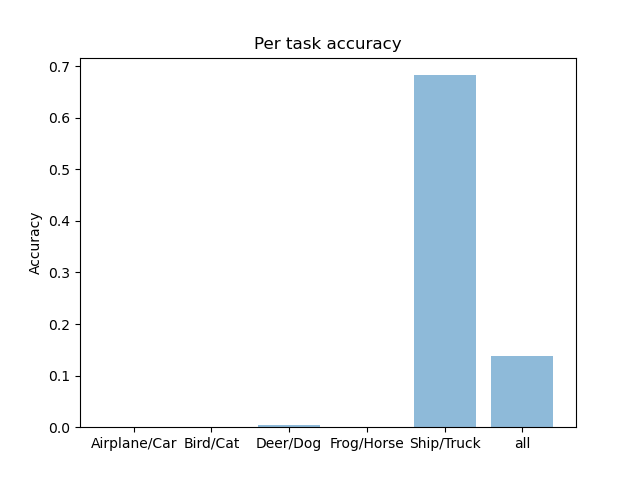 Per task accuracy
Accuracy
0.7
0.6
0.5
0.4
0.3
0.2
0.1
0.0
Airplane/Car Bird/Cat Deer/Dog Frog/Horse Ship/Truck all